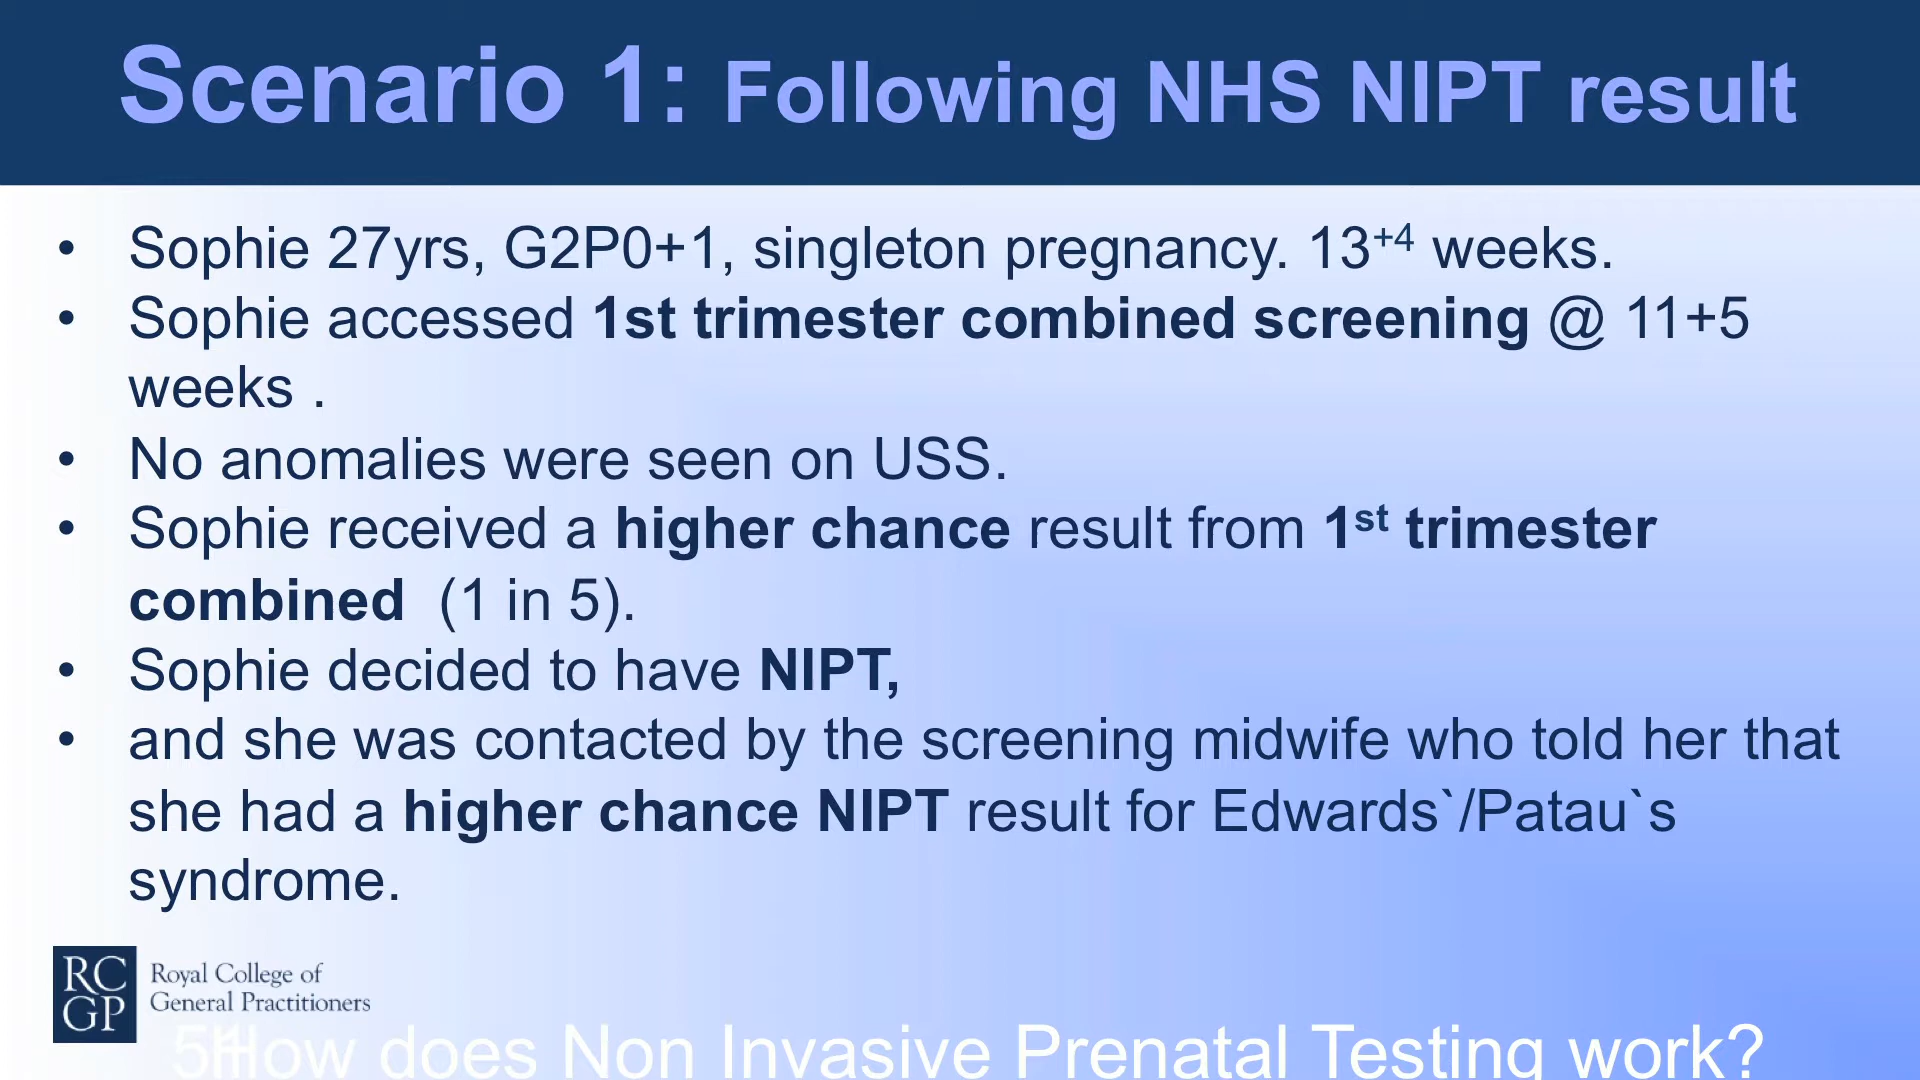 Scenario 1: Following NHS NIPT result
• Sophie 27yrs, G2P0+1, singleton pregnancy. 13+4 weeks.
• Sophie accessed 1st trimester combined screening @ 11+5
weeks .
• No anomalies were seen on USS.
• Sophie received a higher chance result from 1st trimester
combined (1 in 5).
• Sophie decided to have NIPT,
• and she was contacted by the screening midwife who told her that
she had a higher chance NIPT result for Edwards`/Patau`s
syndrome.
RC
GP
Royal College of
General Practitioners
How does Non Invasive Prenatal Testing work?